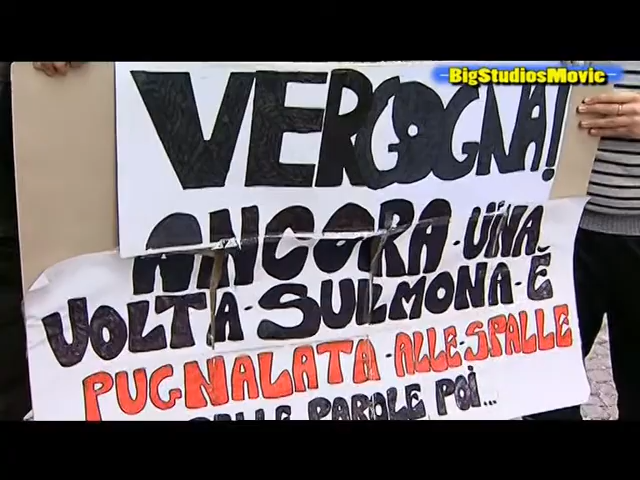 BigStudiosMovie
VERGOGNA!
ANCORA·UNA
VOLTA·SULMONA·È
PUGNALATA·ALLE·SPALLE
PAROLE POI...